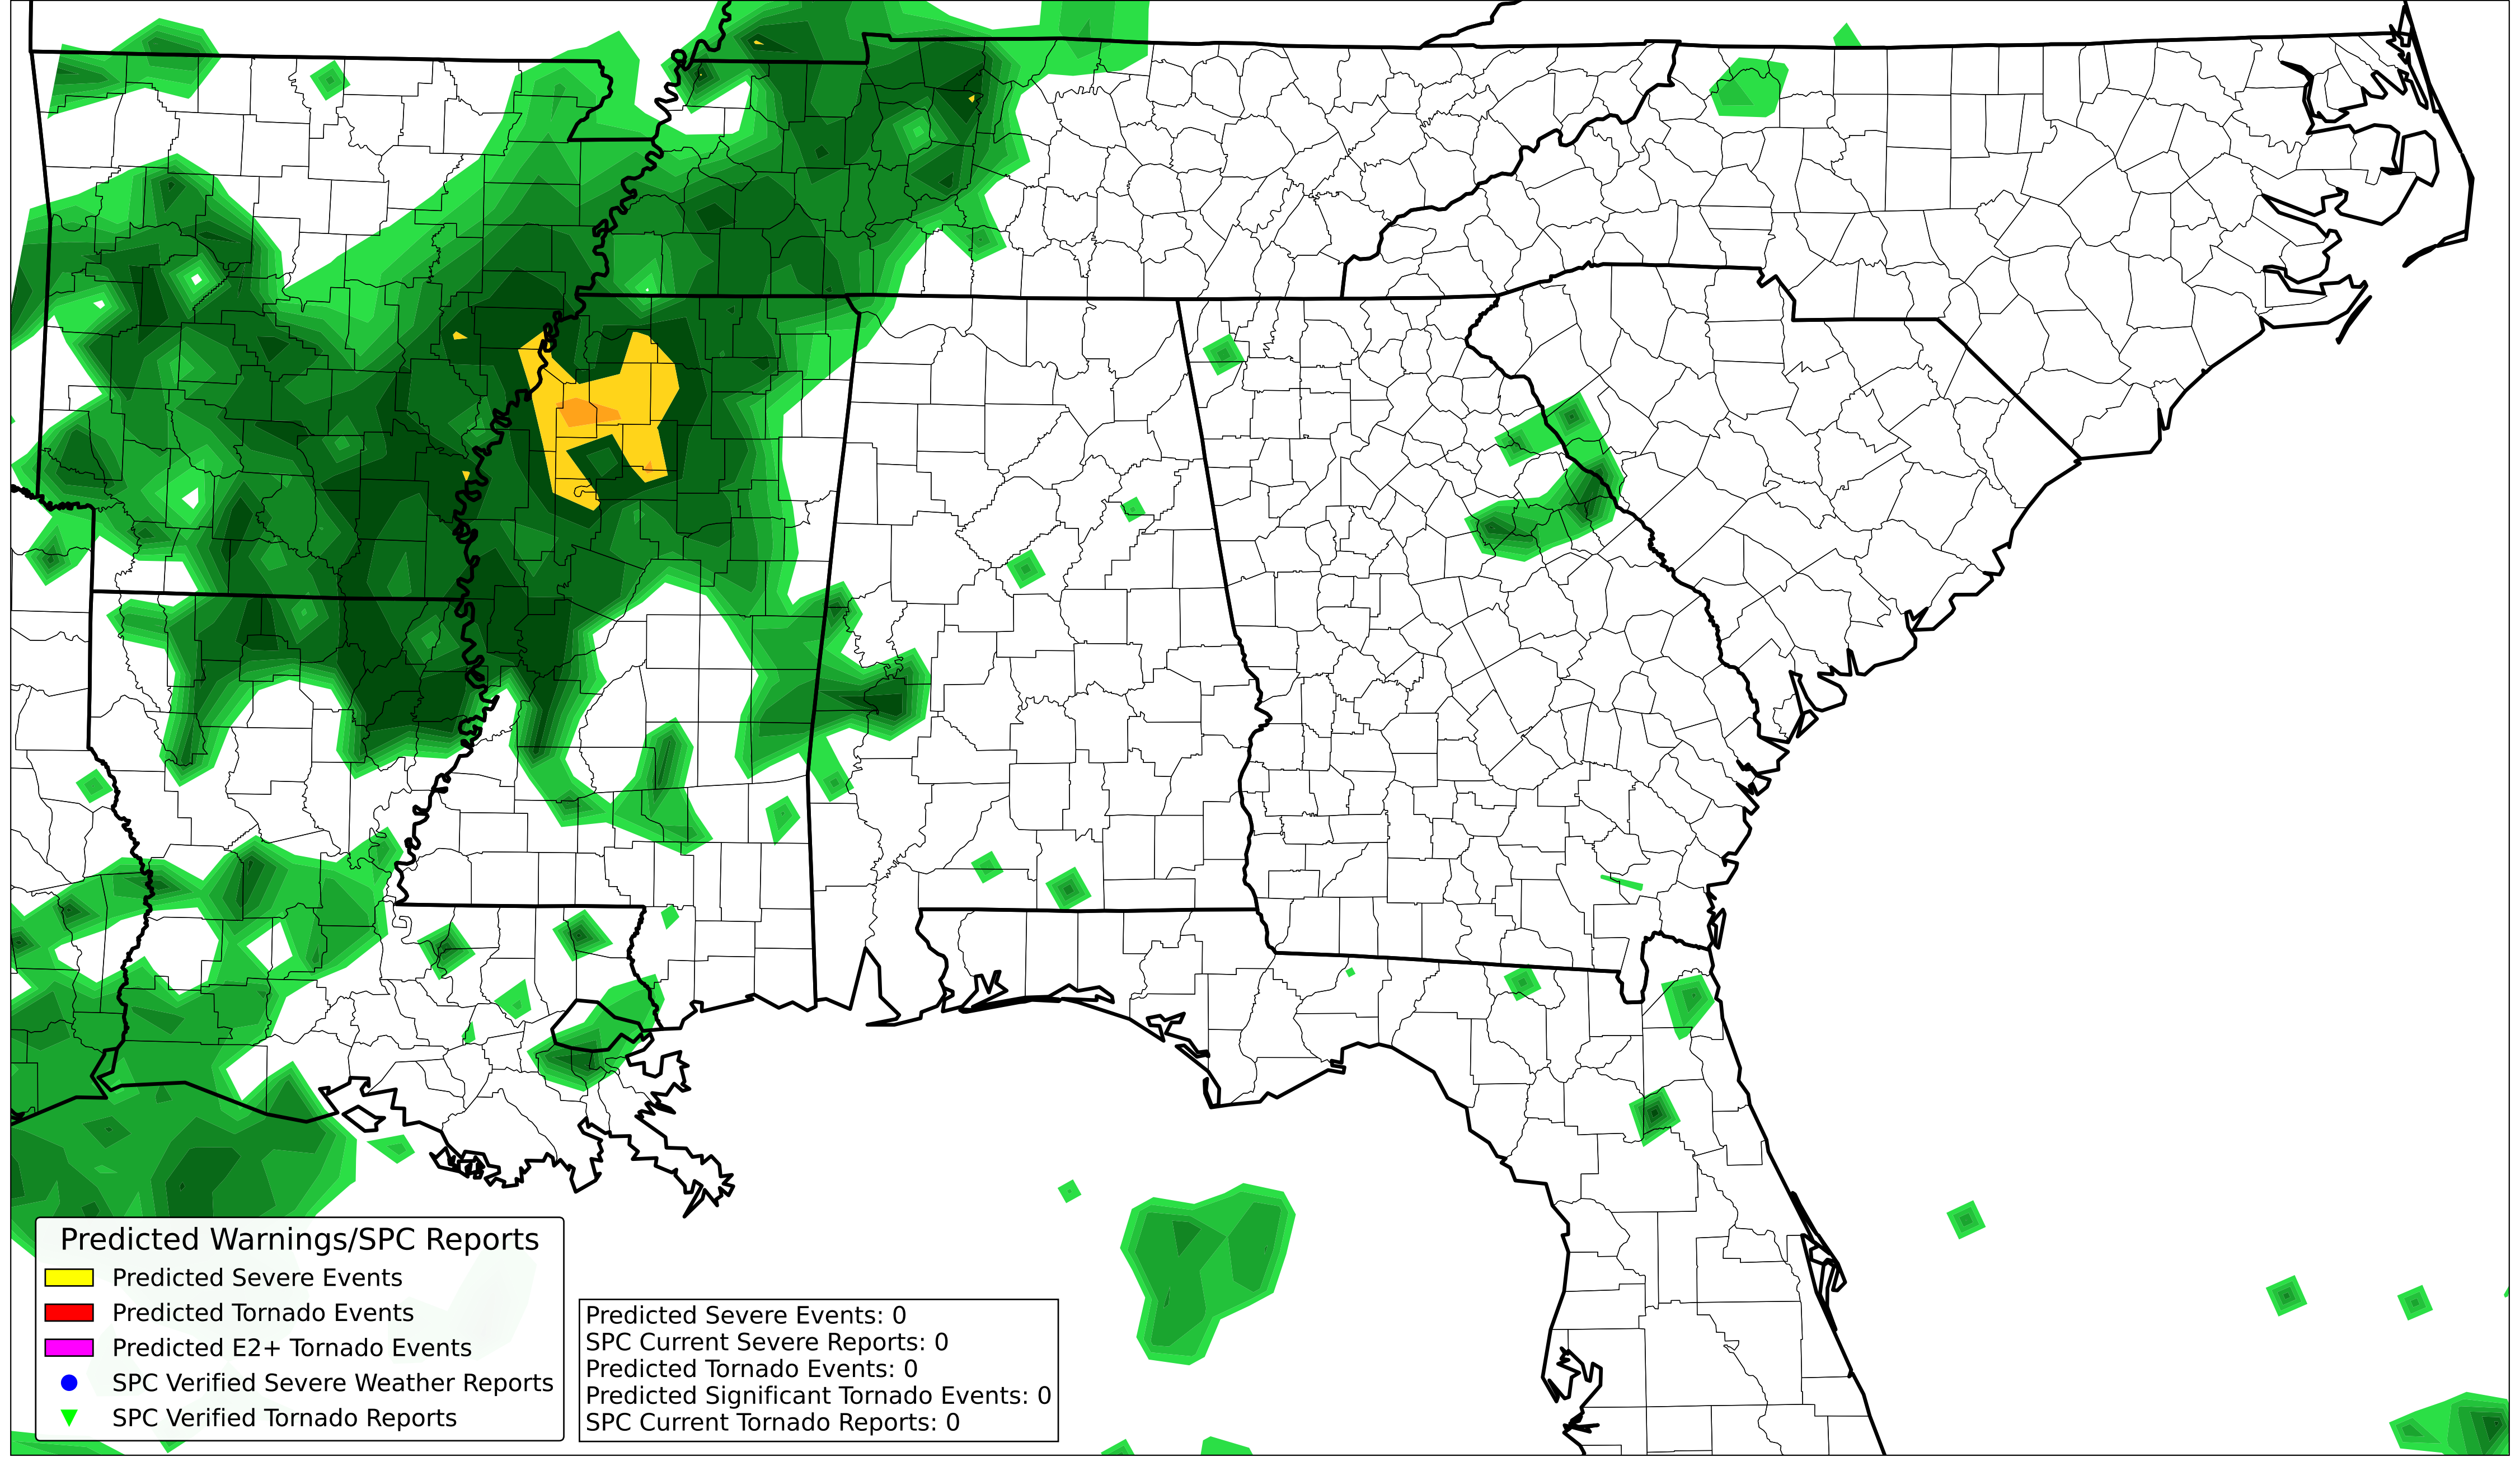 Predicted Warnings/SPC Reports
Predicted Severe Events
Predicted Tornado Events
Predicted E2+ Tornado Events
SPC Verified Severe Weather Reports
SPC Verified Tornado Reports
Predicted Severe Events: 0
SPC Current Severe Reports: 0
Predicted Tornado Events: 0
Predicted Significant Tornado Events: 0
SPC Current Tornado Reports: 0